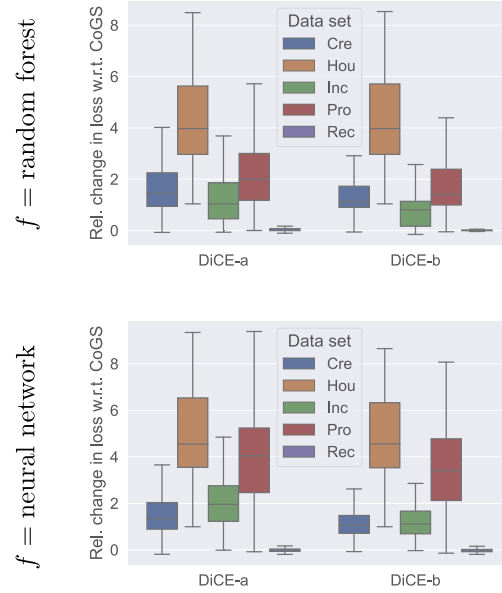 f = random forest
Rel. change in loss w.r.t. CoGS
8
6
4
2
0
Data set
Cre
Hou
Inc
Pro
Rec
DiCE-a
DiCE-b
f = neural network
Rel. change in loss w.r.t. CoGS
8
6
4
2
0
Data set
Cre
Hou
Inc
Pro
Rec
DiCE-a
DiCE-b